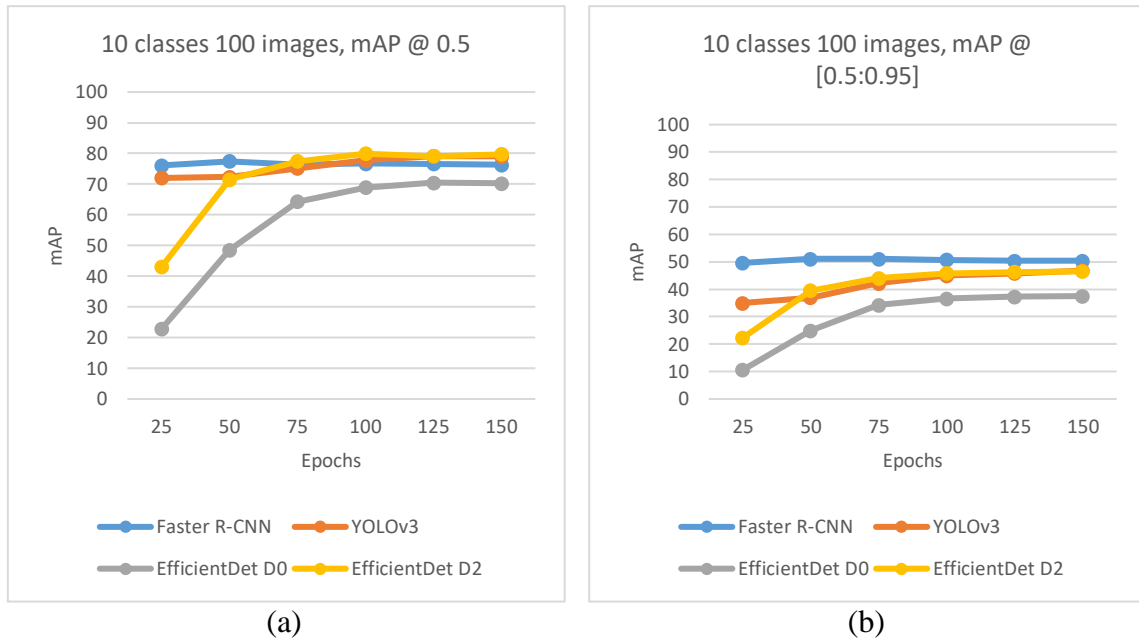 10 classes 100 images, mAP @ 0.5
100
90
80
70
60
50
40
30
20
10
0
mAP
25 50 75 100 125 150
Epochs
Faster R-CNN YOLOv3
EfficientDet D0 EfficientDet D2
(a)
10 classes 100 images, mAP @
[0.5:0.95]
100
90
80
70
60
50
40
30
20
10
0
mAP
25 50 75 100 125 150
Epochs
Faster R-CNN YOLOv3
EfficientDet D0 EfficientDet D2
(b)